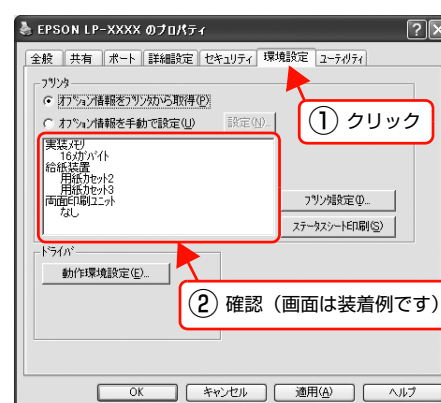 EPSON LP-XXXX のプロパティ
全般 共有 ポート 詳細設定 セキュリティ 環境設定 ユーティリティ
プリンタ
オプション情報をプリンタから取得(P)
オプション情報を手動で設定(U) 設定(N)...
① クリック
実装メモリ
16メガバイト
給紙装置
用紙カセット2
用紙カセット3
両面印刷ユニット
なし
プリンタ設定(I)...
ステータスシート印刷(S)
ドライバ
動作環境設定(E)...
② 確認（画面は装着例です）
OK キャンセル 適用(A) ヘルプ